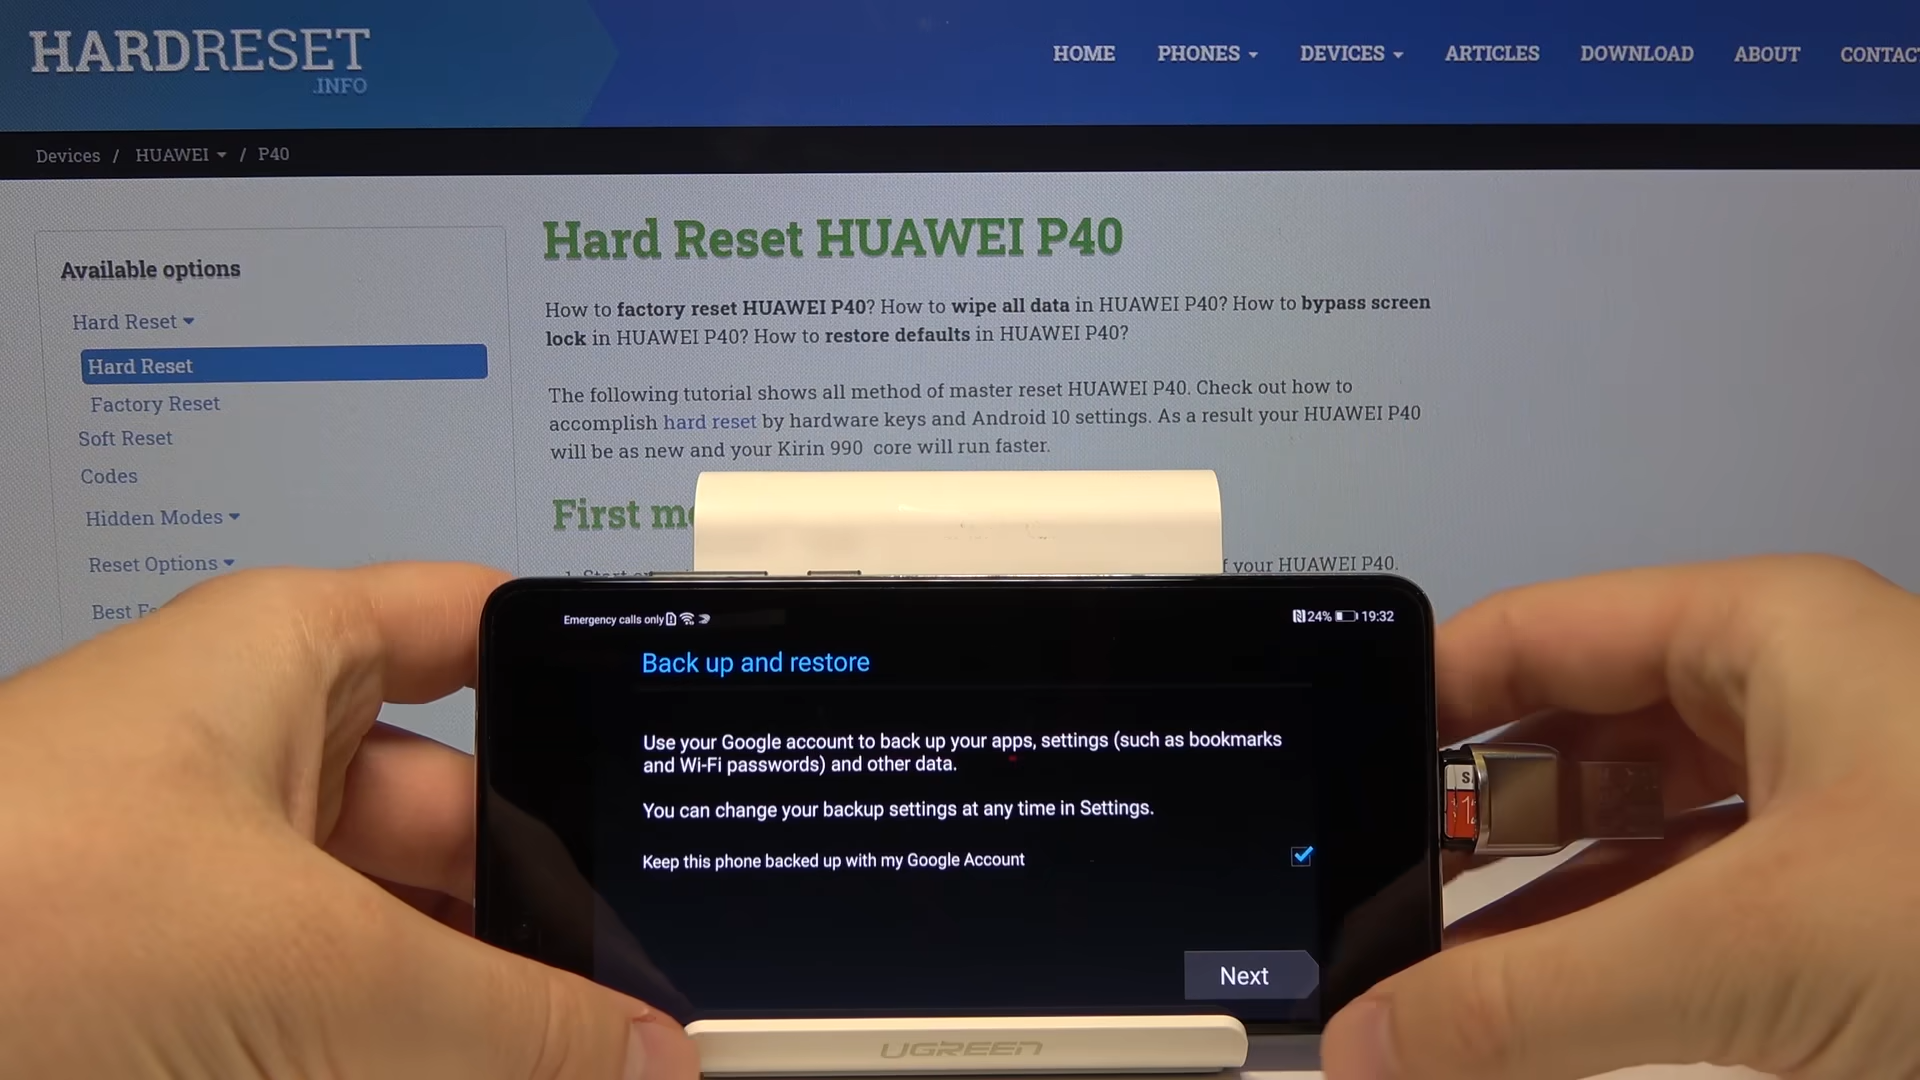 HARDRESET
.INFO
HOME PHONES DEVICES ARTICLES DOWNLOAD ABOUT CONTAC
Devices / HUAWEI / P40
Available options
Hard Reset
Hard Reset
Factory Reset
Soft Reset
Codes
Hidden Modes
Reset Options
Best
Hard Reset HUAWEI P40
How to factory reset HUAWEI P40? How to wipe all data in HUAWEI P40? How to bypass screen
lock in HUAWEI P40? How to restore defaults in HUAWEI P40?
The following tutorial shows all method of master reset HUAWEI P40. Check out how to
accomplish hard reset by hardware keys and Android 10 settings. As a result your HUAWEI P40
will be as new and your Kirin 990 core will run faster.
First
1. Start your HUAWEI P40.
Emergency calls only 24% 19:32
Back up and restore
Use your Google account to back up your apps, settings (such as bookmarks
and Wi-Fi passwords) and other data.
You can change your backup settings at any time in Settings.
Keep this phone backed up with my Google Account
Next
UGREEN